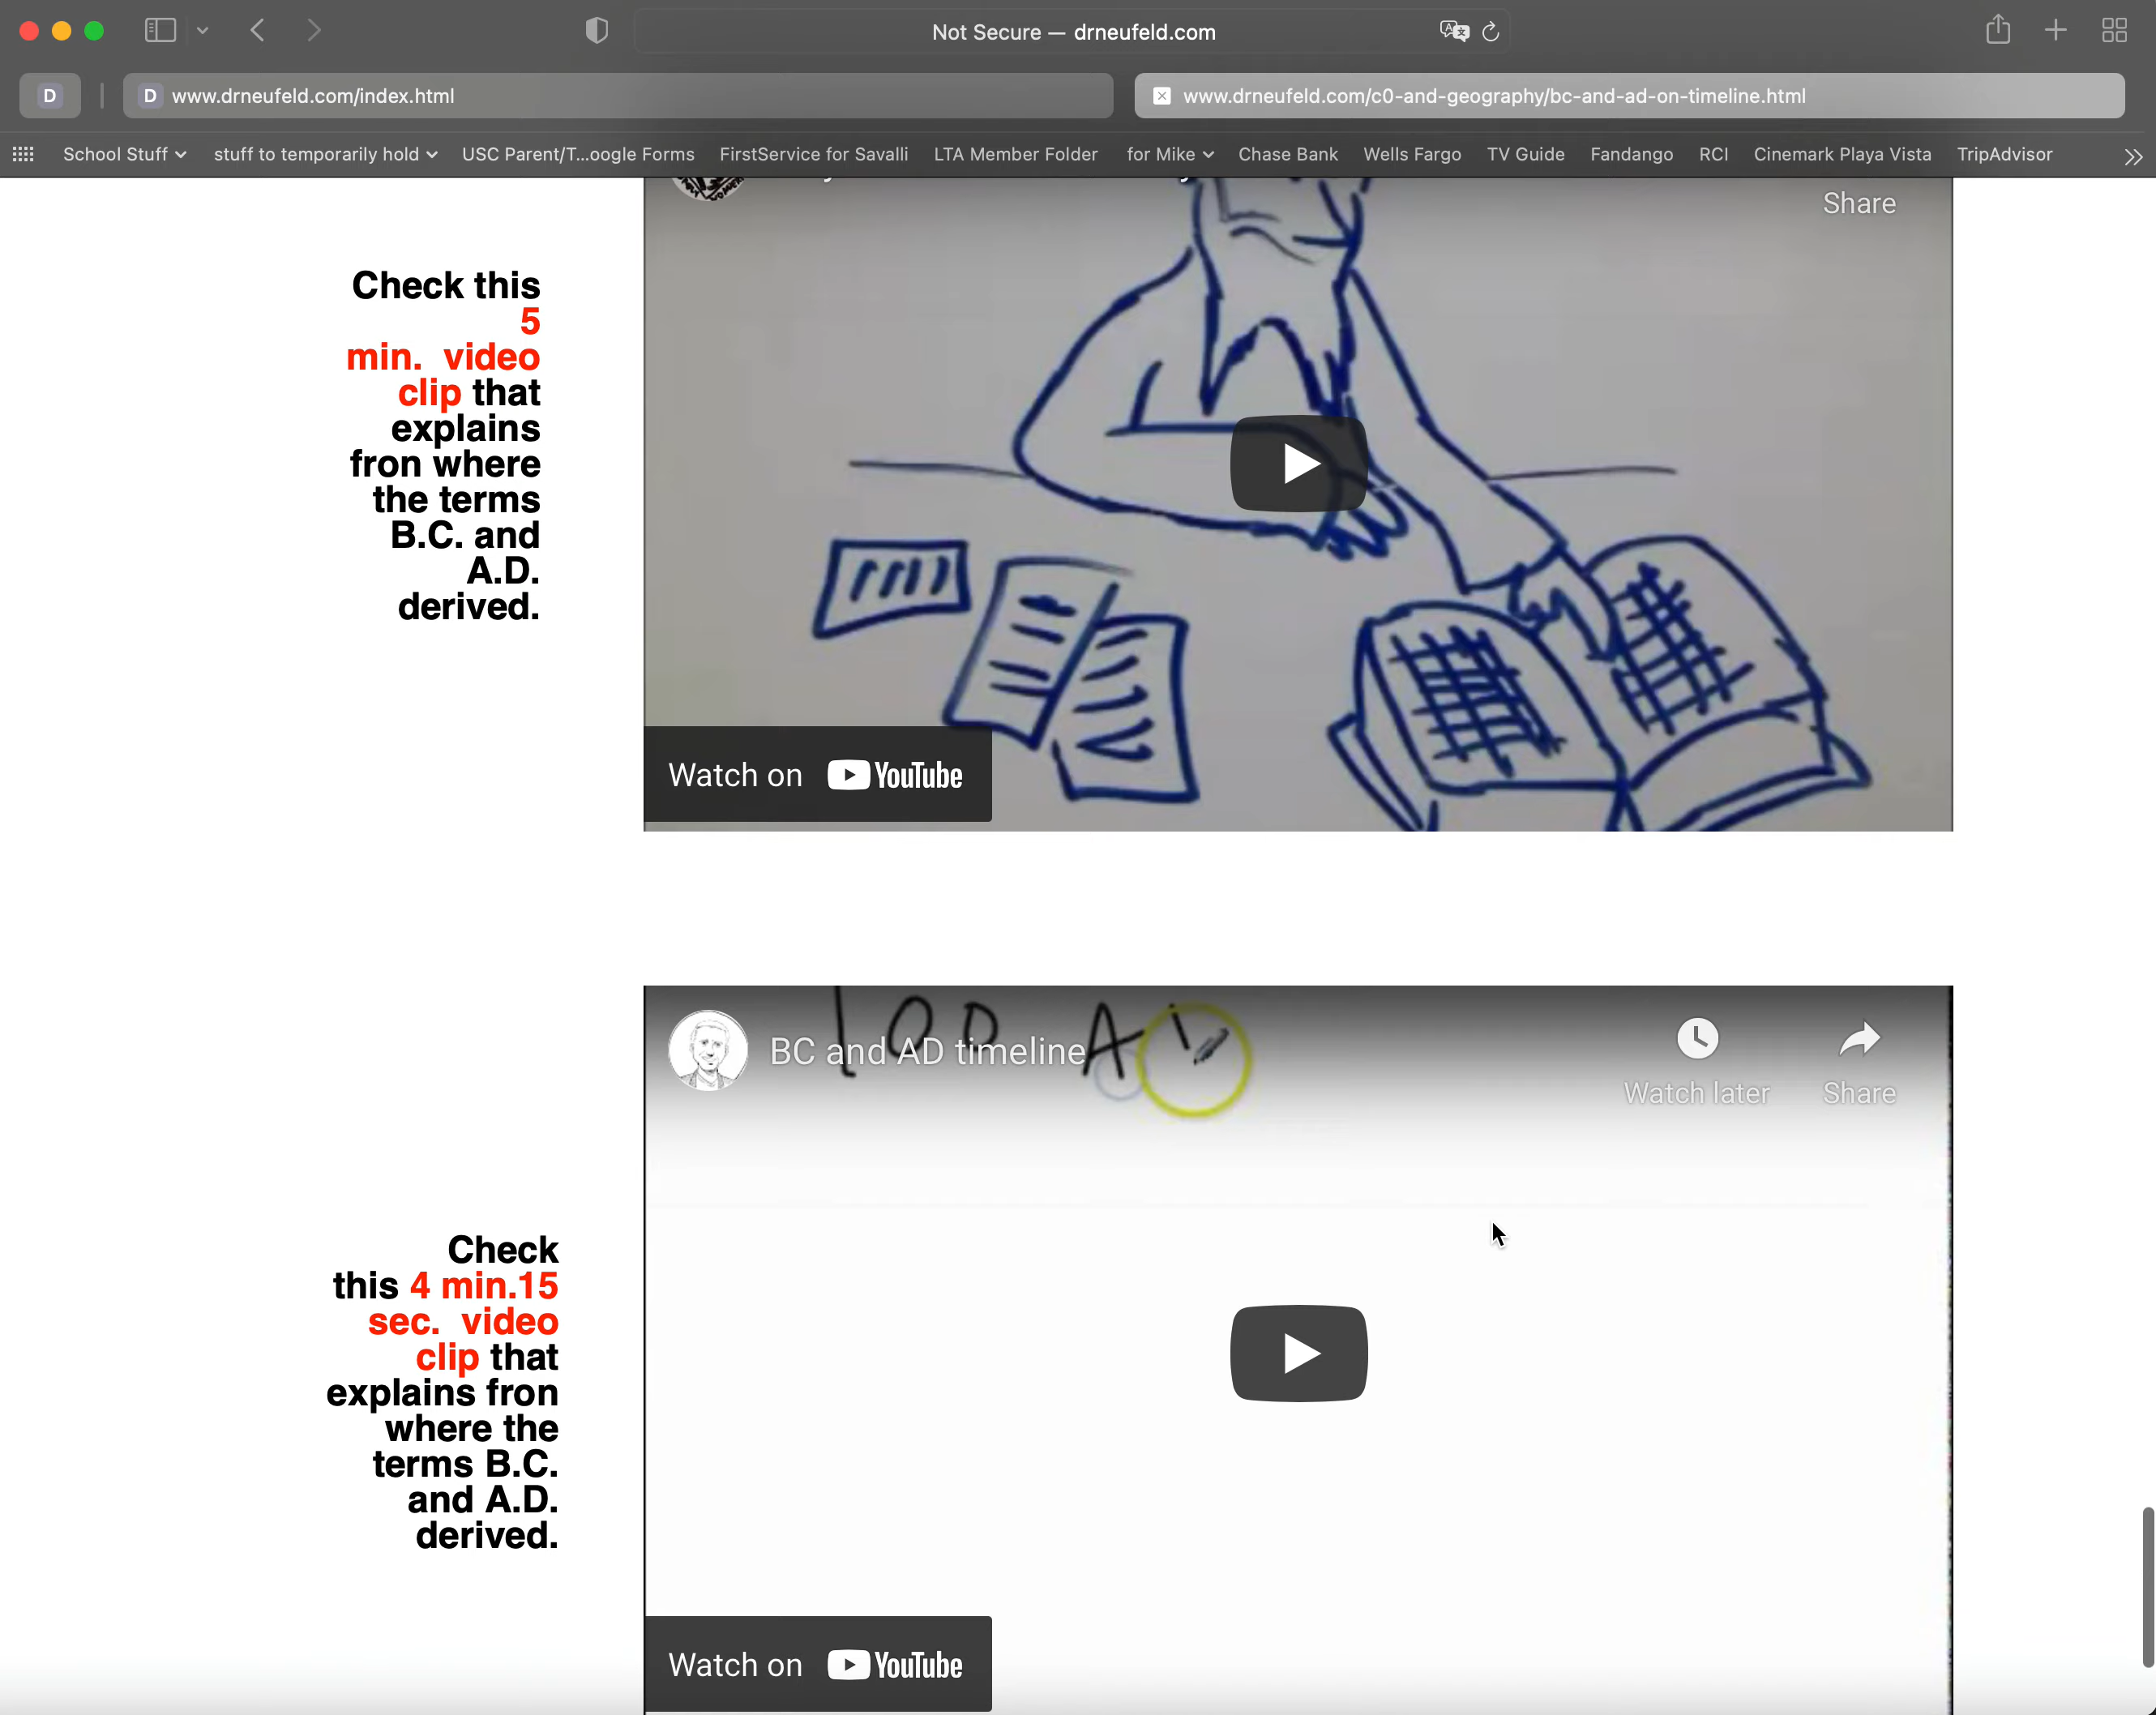 Not Secure — drneufeld.com
D
D www.drneufeld.com/index.html
www.drneufeld.com/c0-and-geography/bc-and-ad-on-timeline.html
School Stuff
stuff to temporarily hold
USC Parent/T...oogle Forms
FirstService for Savalli
LTA Member Folder
for Mike
Chase Bank
Wells Fargo
TV Guide
Fandango
RCI
Cinemark Playa Vista
TripAdvisor
Share
Check this
5
min. video
clip that
explains
fron where
the terms
B.C. and
A.D.
derived.
Watch on YouTube
100 A
BC and AD timeline
Watch later
Share
Check
this 4 min.15
sec. video
clip that
explains fron
where the
terms B.C.
and A.D.
derived.
Watch on YouTube